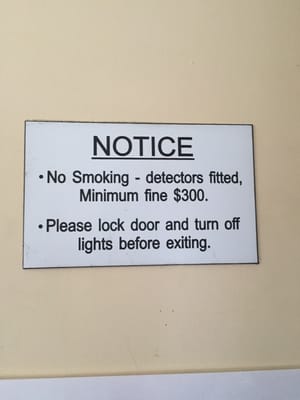 NOTICE
• No Smoking - detectors fitted,
Minimum fine $300.
• Please lock door and turn off
lights before exiting.